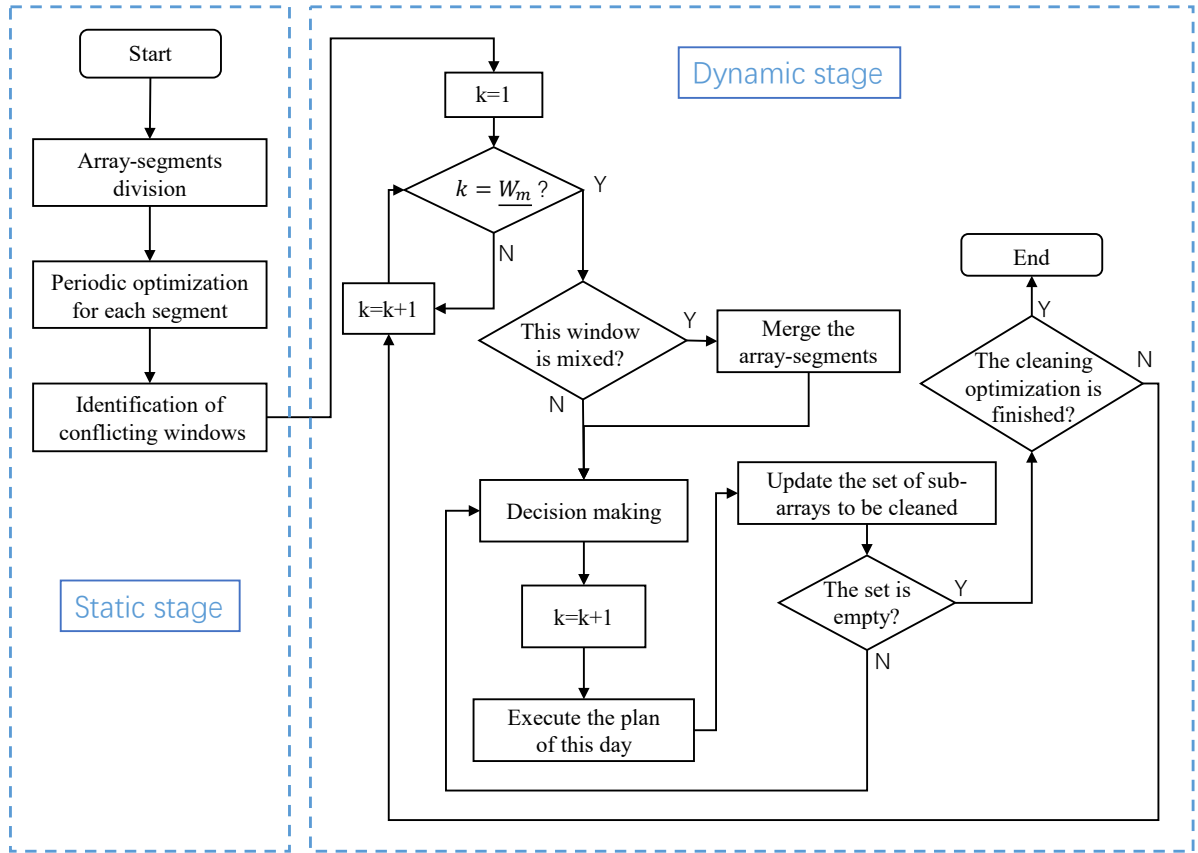 Start
Array-segments
division
Periodic optimization
for each segment
Identification of
conflicting windows
Static stage
Dynamic stage
k=1
k = W_m ?
Y
N
k=k+1
This window
is mixed?
Y
N
Merge the
array-segments
Decision making
k=k+1
Execute the plan
of this day
Update the set of sub-
arrays to be cleaned
The set is
empty?
Y
N
The cleaning
optimization is
finished?
Y
N
End